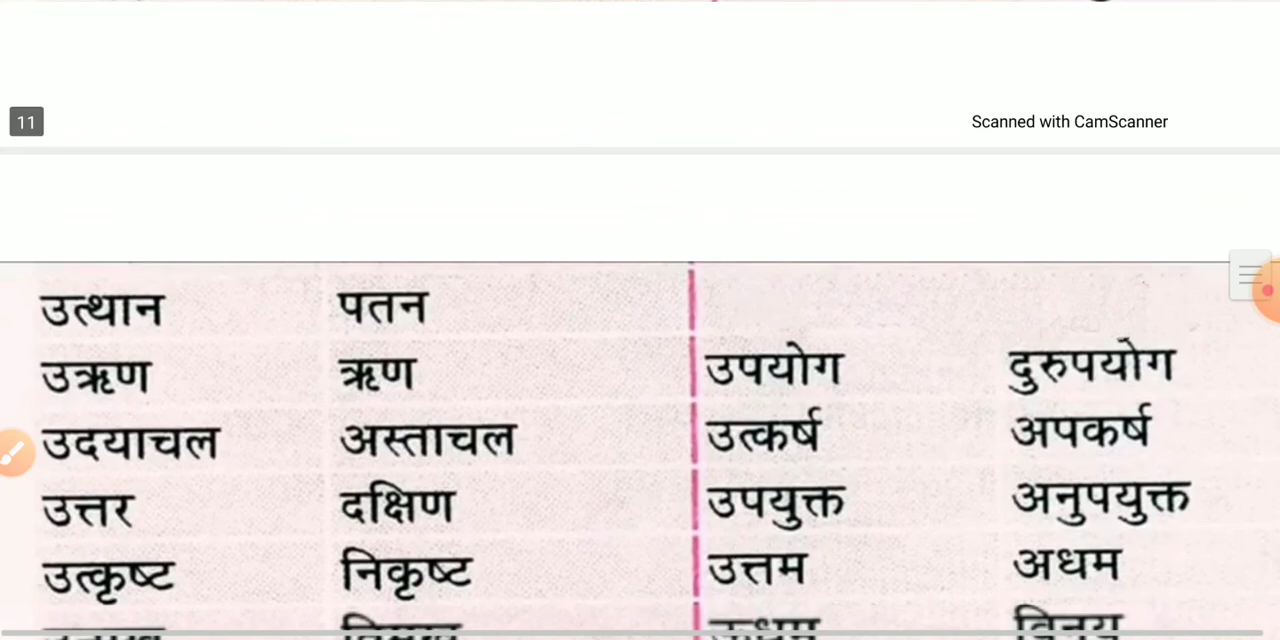 11
Scanned with CamScanner
उत्थान पतन
उऋण ऋण उपयोग दुरुपयोग
उदयाचल अस्ताचल उत्कर्ष अपकर्ष
उत्तर दक्षिण उपयुक्त अनुपयुक्त
उत्कृष्ट निकृष्ट उत्तम अधम